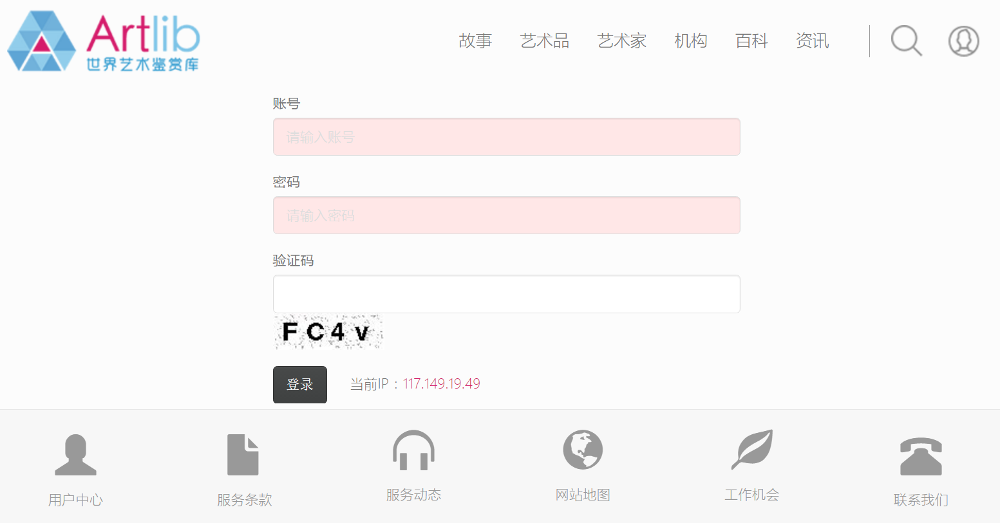 Artlib
世界艺术鉴赏库
故事 艺术品 艺术家 机构 百科 资讯
账号
请输入账号
密码
请输入密码
验证码
FC4v
登录 当前IP：117.149.19.49
用户中心 服务条款 服务动态 网站地图 工作机会 联系我们